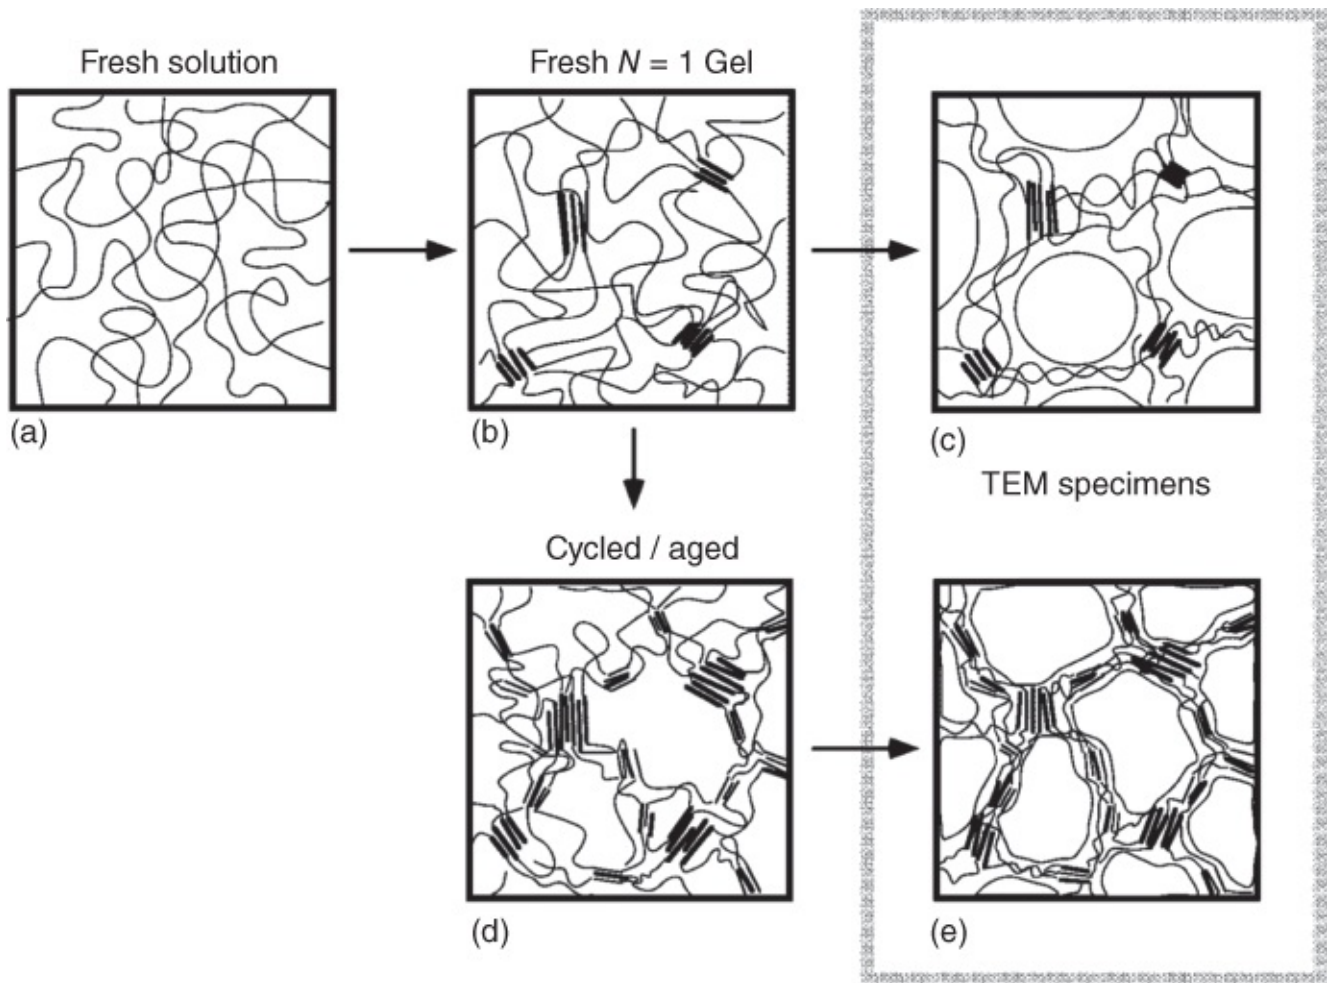 Fresh solution
Fresh N = 1 Gel
(a)
(b)
(c)
TEM specimens
Cycled / aged
(d)
(e)